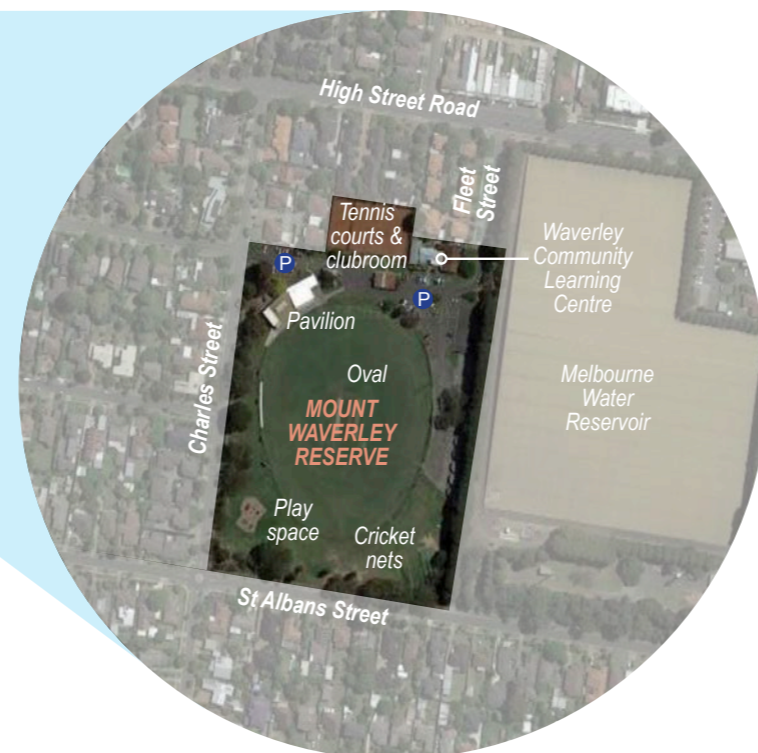 High Street Road
Fleet
Street
Tennis
courts &
clubroom
Waverley
Community
Learning
Centre
P
P
Pavilion
Charles Street
Oval
Melbourne
Water
Reservoir
MOUNT
WAVERLEY
RESERVE
Play
space
Cricket
nets
St Albans Street